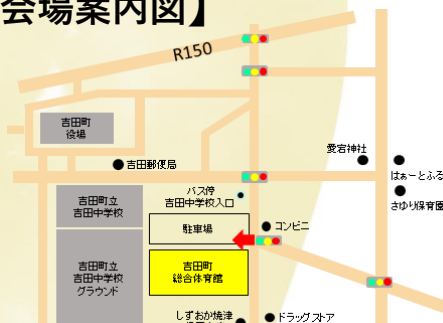 会場案内図】
R150
吉田町
役場
愛宕神社
吉田郵便局
はぁーとふる
バス停
吉田中学校入口
さゆり保育園
吉田町立
吉田中学校
駐車場
コンビニ
吉田町立
吉田中学校
グラウンド
吉田町
総合体育館
しずおか焼津
ドラッグストア